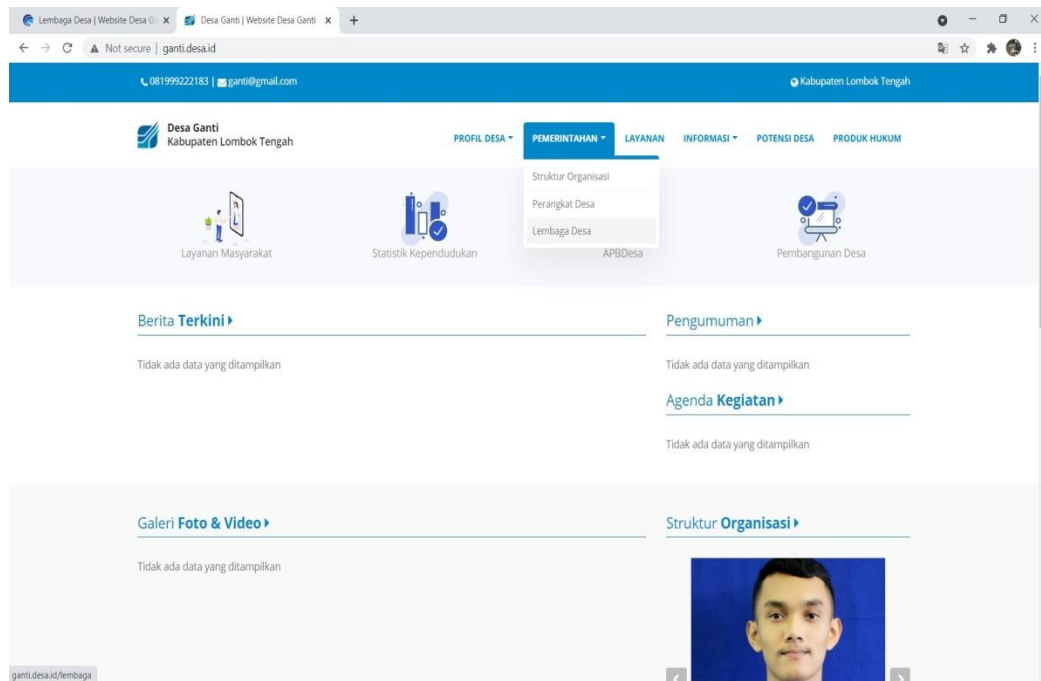 Lembaga Desa | Website Desa G
Desa Ganti | Website Desa Ganti
Not secure | ganti.desa.id
081999222183 | ganti@gmail.com
Kabupaten Lombok Tengah
Desa Ganti
Kabupaten Lombok Tengah
PROFIL DESA PEMERINTAHAN LAYANAN INFORMASI POTENSI DESA PRODUK HUKUM
Struktur Organisasi
Perangkat Desa
Lembaga Desa
Layanan Masyarakat
Statistik Kependudukan
APBDesa
Pembangunan Desa
Berita Terkini
Tidak ada data yang ditampilkan
Pengumuman
Tidak ada data yang ditampilkan
Agenda Kegiatan
Tidak ada data yang ditampilkan
Galeri Foto & Video
Tidak ada data yang ditampilkan
Struktur Organisasi
ganti.desa.id/lembaga